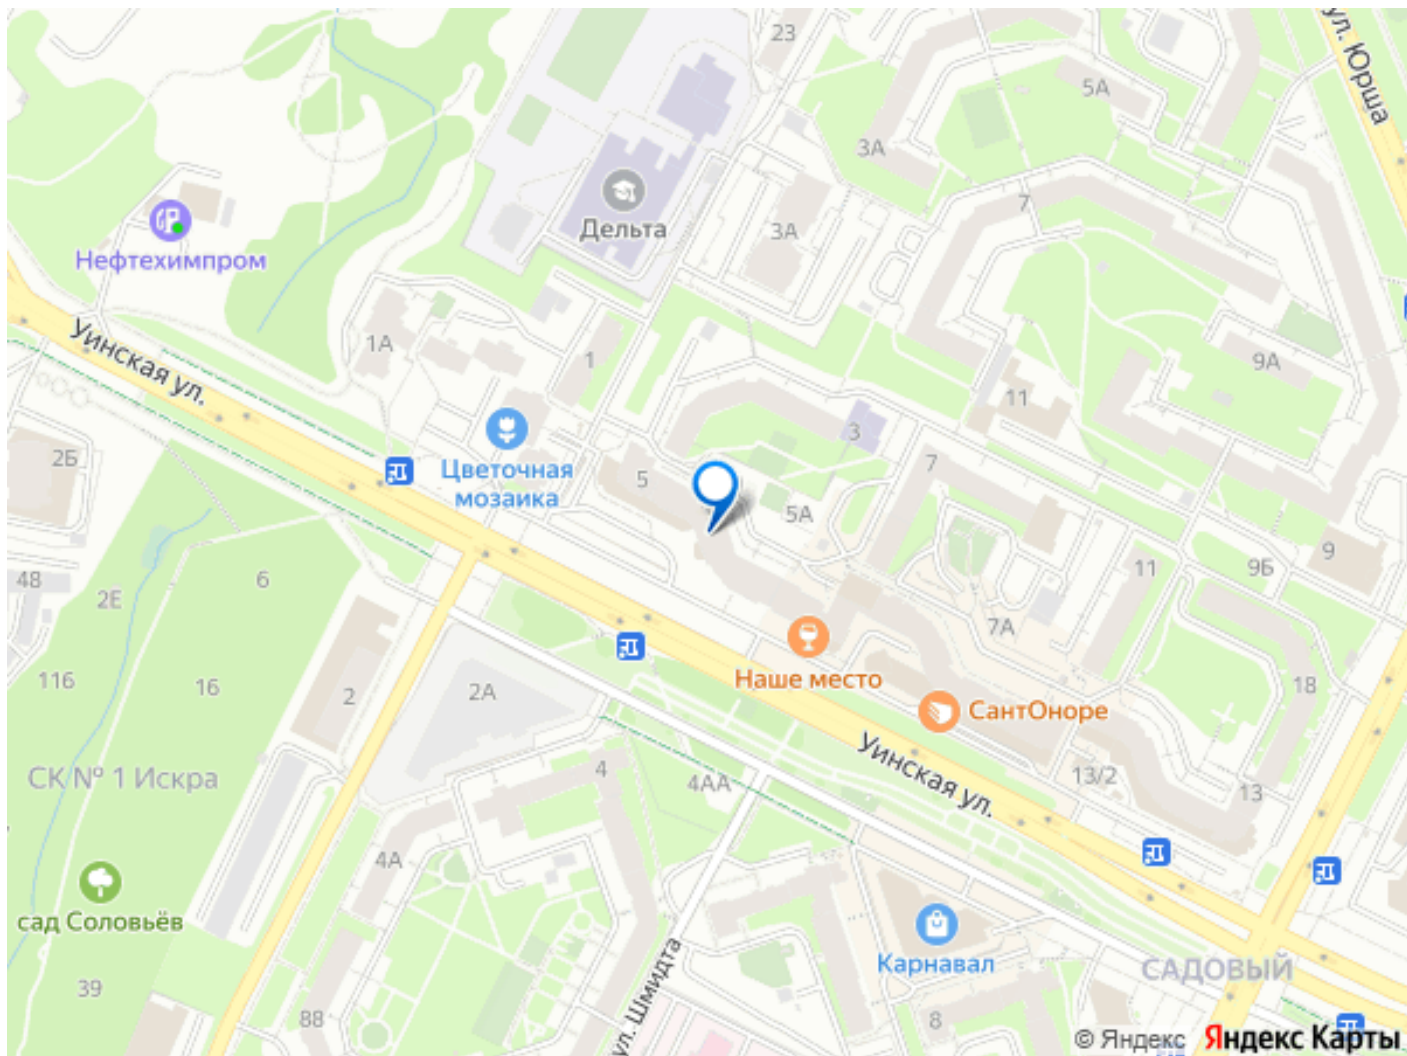 23
ул. Юрша
5А
3А
Дельта
7
3А
Нефтехимпром
Уинская ул.
1А
1
9А
11
3
2Б
Цветочная
мозаика
5
7
5А
9
48
2Е
6
11
9Б
7А
116
16
2
2А
Наше место
18
СантОноре
СК № 1 Искра
4
4АА
Уинская ул.
13/2
13
4А
сад Соловьёв
Карнавал
САДОВЫЙ
39
88
ул. Шмидта
8
© Яндекс Яндекс Карты